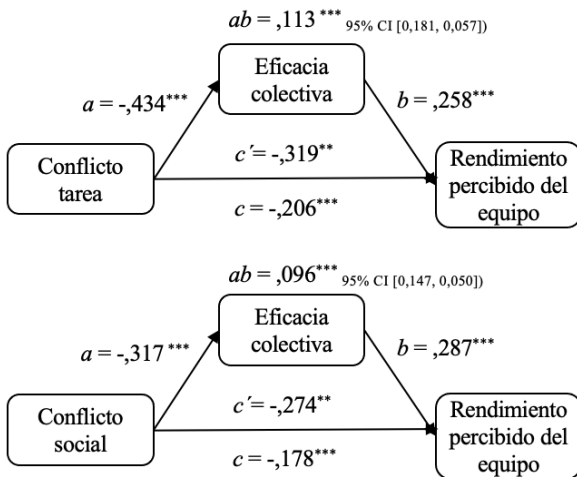 ab = ,113 *** 95% CI [0,181, 0,057])
Eficacia
colectiva
a = -,434***
b = ,258***
c´= -,319**
Conflicto
tarea
Rendimiento
percibido del
equipo
c = -,206***
ab = ,096*** 95% CI [0,147, 0,050])
Eficacia
colectiva
a = -,317 ***
b = ,287***
c´= -,274**
Conflicto
social
Rendimiento
percibido del
equipo
c = -,178***